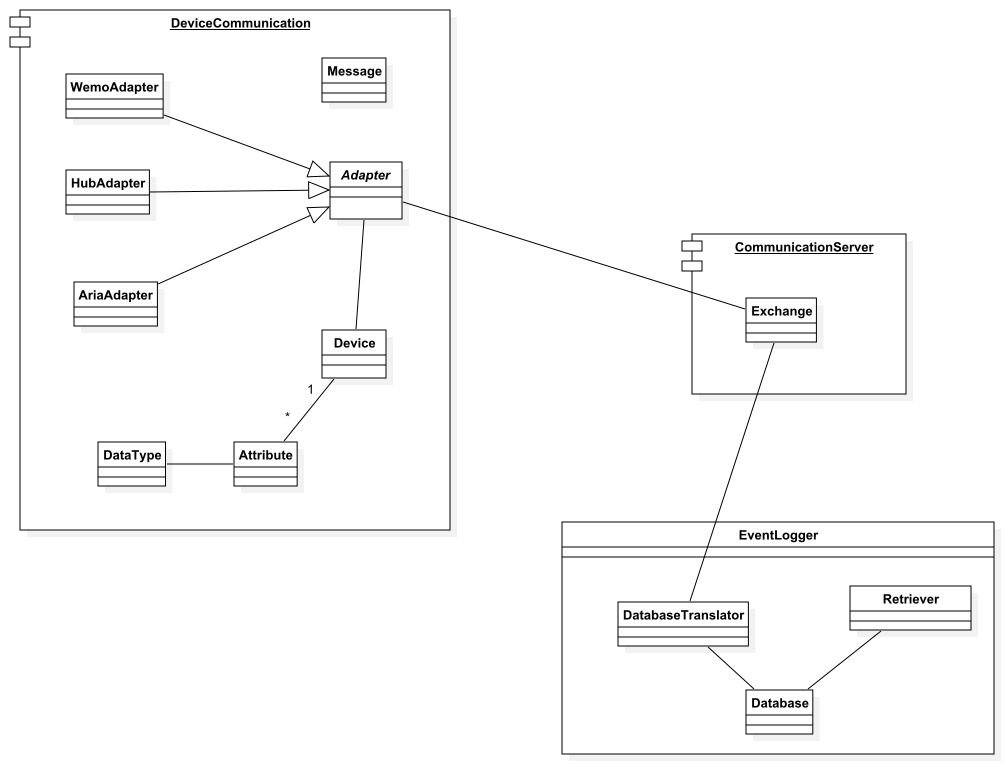 DeviceCommunication
Message
WemoAdapter
Adapter
HubAdapter
AriaAdapter
Device
1
*
DataType
Attribute
CommunicationServer
Exchange
EventLogger
DatabaseTranslator
Retriever
Database